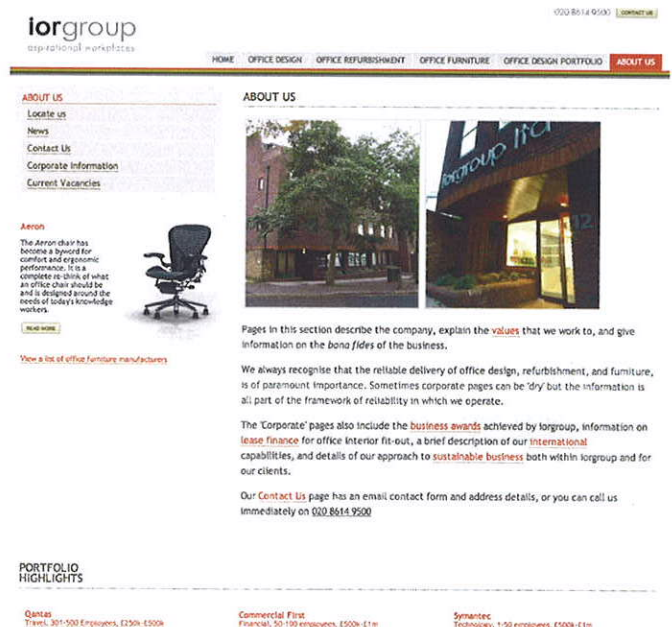 020 8614 9500 CONTACT US
iorgroup
aspirational workplaces
HOME OFFICE DESIGN OFFICE REFURBISHMENT OFFICE FURNITURE OFFICE DESIGN PORTFOLIO ABOUT US
ABOUT US
Locate us
News
Contact Us
Corporate Information
Current Vacancies
Aeron
The Aeron chair has
become a byword for
comfort and ergonomic
performance. It is a
complete re-think of what
an office chair should be
and is designed around the
needs of today's knowledge
workers.
READ MORE
View a list of office furniture manufacturers
ABOUT US
iorgroup ltd
12
Pages in this section describe the company, explain the values that we work to, and give
information on the bona fides of the business.
We always recognise that the reliable delivery of office design, refurbishment, and furniture,
is of paramount importance. Sometimes corporate pages can be 'dry' but the information is
all part of the framework of reliability in which we operate.
The 'Corporate' pages also include the business awards achieved by iorgroup, information on
lease finance for office interior fit-out, a brief description of our international
capabilities, and details of our approach to sustainable business both within iorgroup and for
our clients.
Our Contact Us page has an email contact form and address details, or you can call us
immediately on 020 8614 9500
PORTFOLIO
HIGHLIGHTS
Qantas
Travel, 301-500 Employees, £250k-£500k
Commercial First
Financial, 50-100 employees, £500k-£1m
Symantec
Technology, 1-50 employees, £500k-£1m